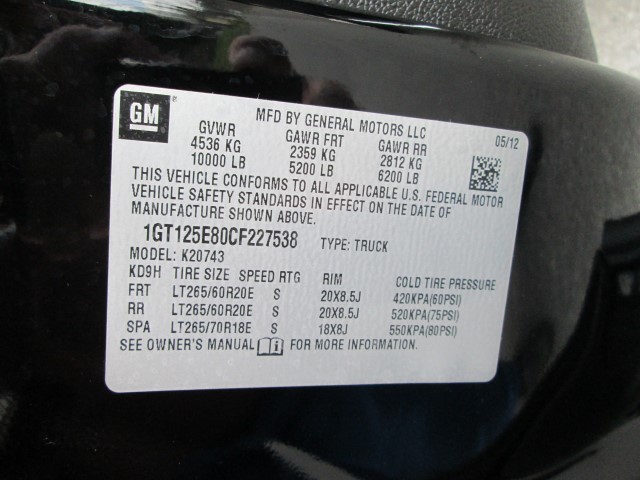 GM
MFD BY GENERAL MOTORS LLC
05/12
GVWR GAWR FRT GAWR RR
4536 KG 2359 KG 2812 KG
10000 LB 5200 LB 6200 LB
THIS VEHICLE CONFORMS TO ALL APPLICABLE U.S. FEDERAL MOTOR
VEHICLE SAFETY STANDARDS IN EFFECT ON THE DATE OF
MANUFACTURE SHOWN ABOVE.
1GT125E80CF227538 TYPE: TRUCK
MODEL: K20743
KD9H TIRE SIZE SPEED RTG RIM COLD TIRE PRESSURE
FRT LT265/60R20E S 20X8.5J 420KPA(60PSI)
RR LT265/60R20E S 20X8.5J 520KPA(75PSI)
SPA LT265/70R18E S 18X8J 550KPA(80PSI)
SEE OWNER'S MANUAL FOR MORE INFORMATION.